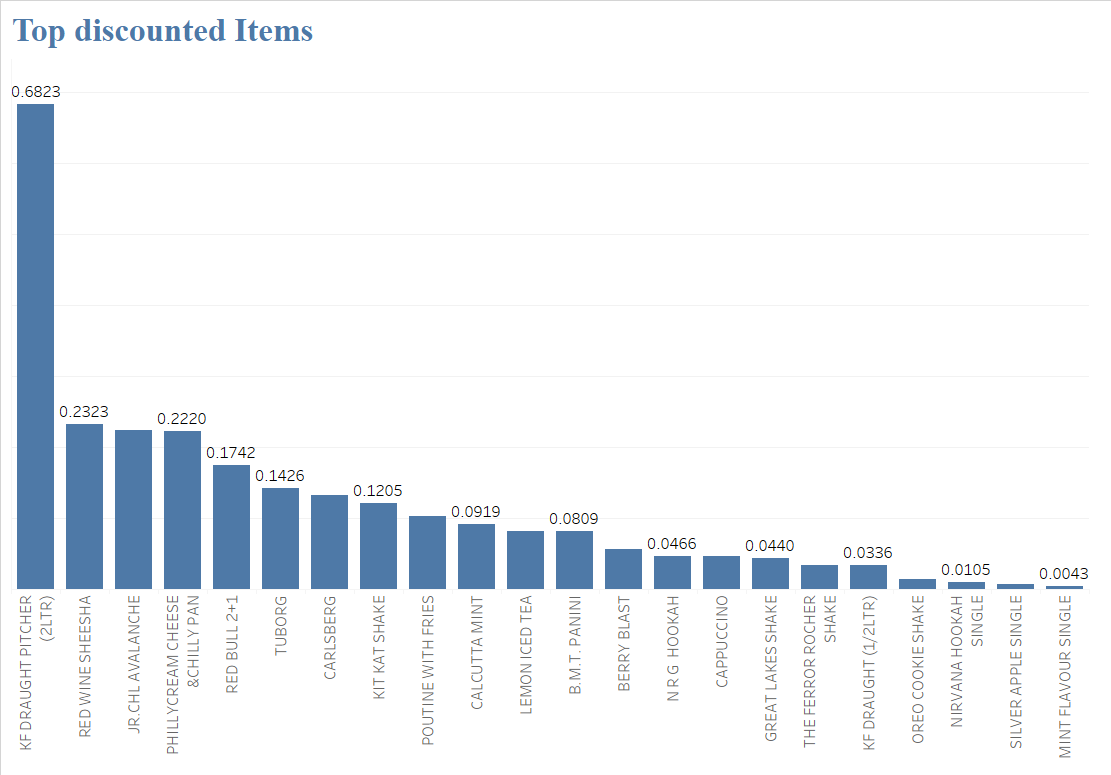 Top discounted Items
0.6823
0.2323
0.2220
0.1742
0.1426
0.1205
0.0919
0.0809
0.0466
0.0440
0.0336
0.0105
0.0043
KF DRAUGHT PITCHER
(2LTR)
RED WINE SHEESHA
JR.CHL AVALANCHE
PHILLYCREAM CHEESE
&CHILLY PAN
RED BULL 2+1
TUBORG
CARLSBERG
KIT KAT SHAKE
POUTINE WITH FRIES
CALCUTTA MINT
LEMON ICED TEA
B.M.T. PANINI
BERRY BLAST
N R G HOOKAH
CAPPUCCINO
GREAT LAKES SHAKE
THE FERROR ROCHER
SHAKE
KF DRAUGHT (1/2LTR)
OREO COOKIE SHAKE
NIRVANA HOOKAH
SINGLE
SILVER APPLE SINGLE
MINT FLAVOUR SINGLE